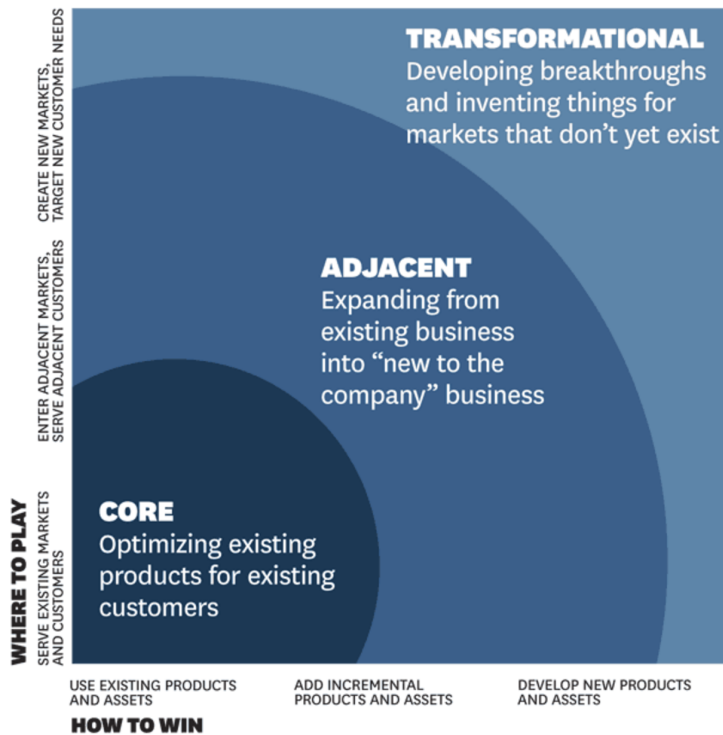 TRANSFORMATIONAL
Developing breakthroughs
and inventing things for
markets that don’t yet exist
ADJACENT
Expanding from
existing business
into “new to the
company” business
CORE
Optimizing existing
products for existing
customers
CREATE NEW MARKETS,
TARGET NEW CUSTOMER NEEDS
ENTER ADJACENT MARKETS,
SERVE ADJACENT CUSTOMERS
SERVE EXISTING MARKETS
AND CUSTOMERS
WHERE TO PLAY
USE EXISTING PRODUCTS
AND ASSETS
ADD INCREMENTAL
PRODUCTS AND ASSETS
DEVELOP NEW PRODUCTS
AND ASSETS
HOW TO WIN